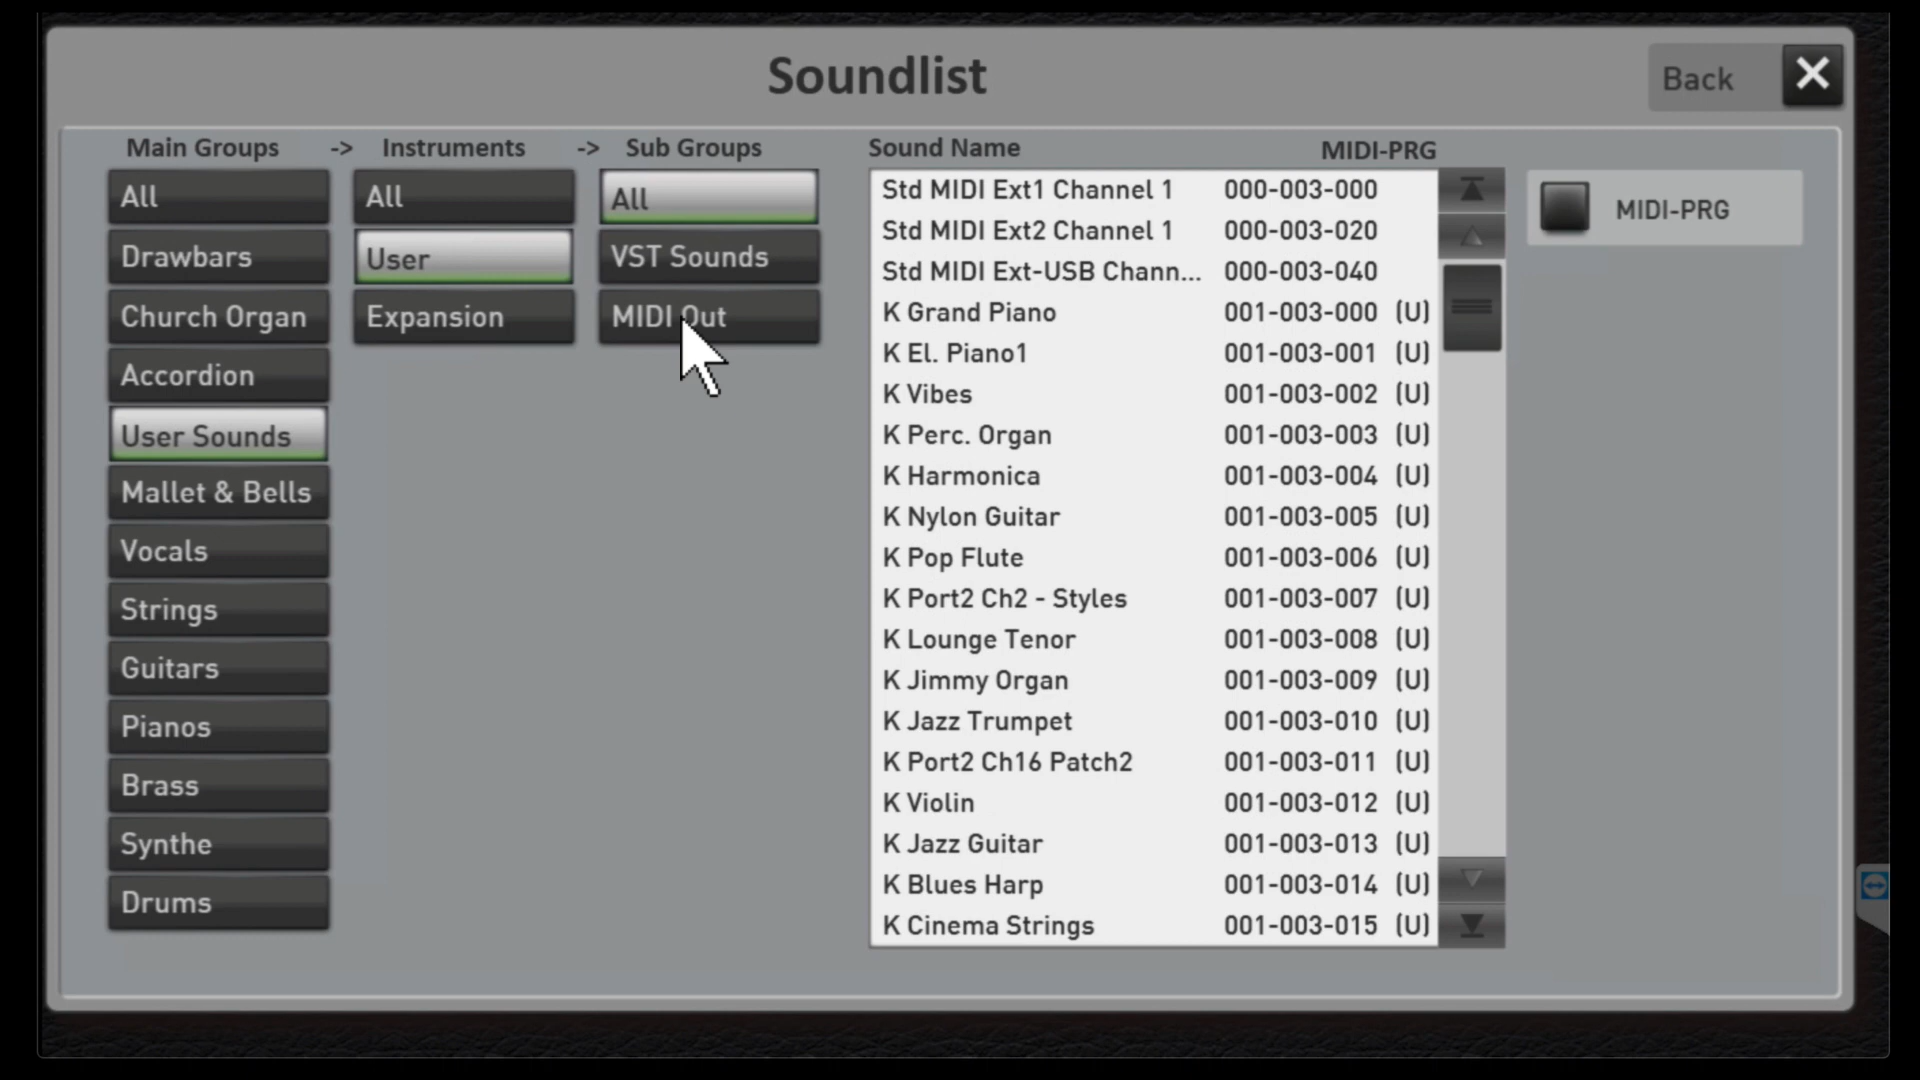 Soundlist
Back
Main Groups -> Instruments -> Sub Groups
Sound Name MIDI-PRG
All
Drawbars
Church Organ
Accordion
User Sounds
Mallet & Bells
Vocals
Strings
Guitars
Pianos
Brass
Synthe
Drums
All
User
Expansion
All
VST Sounds
MIDI Out
Std MIDI Ext1 Channel 1 000-003-000
Std MIDI Ext2 Channel 1 000-003-020
Std MIDI Ext-USB Chann... 000-003-040
K Grand Piano 001-003-000 (U)
K El. Piano1 001-003-001 (U)
K Vibes 001-003-002 (U)
K Perc. Organ 001-003-003 (U)
K Harmonica 001-003-004 (U)
K Nylon Guitar 001-003-005 (U)
K Pop Flute 001-003-006 (U)
K Port2 Ch2 - Styles 001-003-007 (U)
K Lounge Tenor 001-003-008 (U)
K Jimmy Organ 001-003-009 (U)
K Jazz Trumpet 001-003-010 (U)
K Port2 Ch16 Patch2 001-003-011 (U)
K Violin 001-003-012 (U)
K Jazz Guitar 001-003-013 (U)
K Blues Harp 001-003-014 (U)
K Cinema Strings 001-003-015 (U)
MIDI-PRG